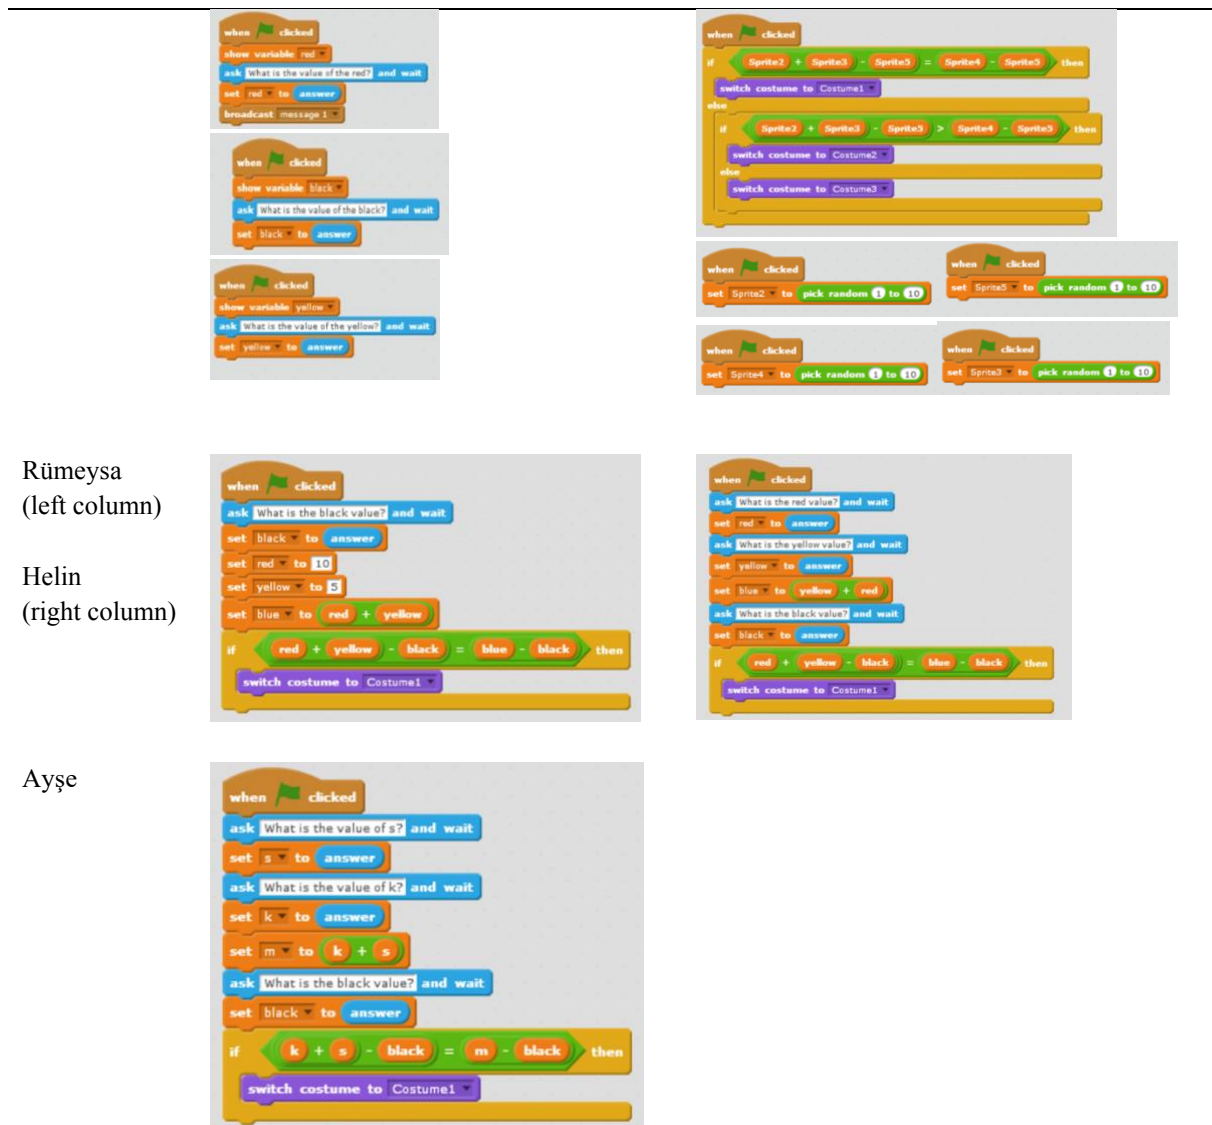 when clicked
show variable red
ask What is the value of the red? and wait
set red to answer
broadcast message 1
when clicked
show variable black
ask What is the value of the black? and wait
set black to answer
when clicked
show variable yellow
ask What is the value of the yellow? and wait
set yellow to answer
when clicked
if Sprite2 + Sprite3 - Sprite5 = Sprite4 - Sprite5 then
switch costume to Costume1
else
if Sprite2 + Sprite3 - Sprite5 > Sprite4 - Sprite5 then
switch costume to Costume2
else
switch costume to Costume3
when clicked
set Sprite2 to pick random 1 to 10
when clicked
set Sprite5 to pick random 1 to 10
when clicked
set Sprite4 to pick random 1 to 10
when clicked
set Sprite3 to pick random 1 to 10
Rümeysa
(left column)
Helin
(right column)
when clicked
ask What is the black value? and wait
set black to answer
set red to 10
set yellow to 5
set blue to red + yellow
if red + yellow - black = blue - black then
switch costume to Costume1
when clicked
ask What is the red value? and wait
set red to answer
ask What is the yellow value? and wait
set yellow to answer
set blue to yellow + red
ask What is the black value? and wait
set black to answer
if red + yellow - black = blue - black then
switch costume to Costume1
Ayşe
when clicked
ask What is the value of s? and wait
set s to answer
ask What is the value of k? and wait
set k to answer
set m to k + s
ask What is the black value? and wait
set black to answer
if k + s - black = m - black then
switch costume to Costume1